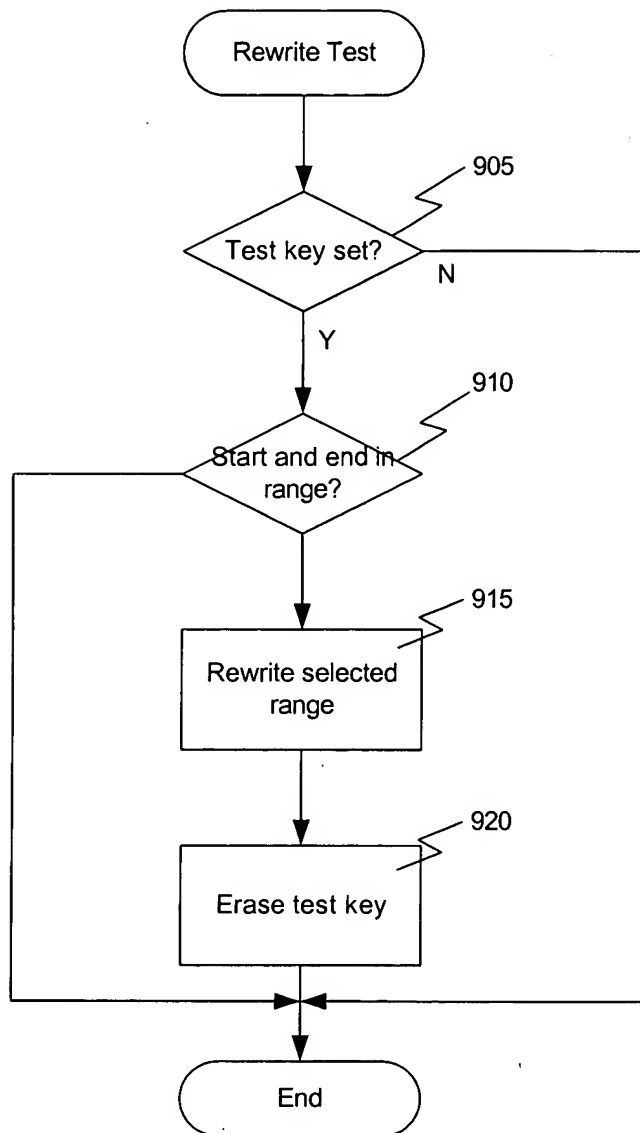 Rewrite Test
905
Test key set?
N
Y
910
Start and end in
range?
915
Rewrite selected
range
920
Erase test key
End